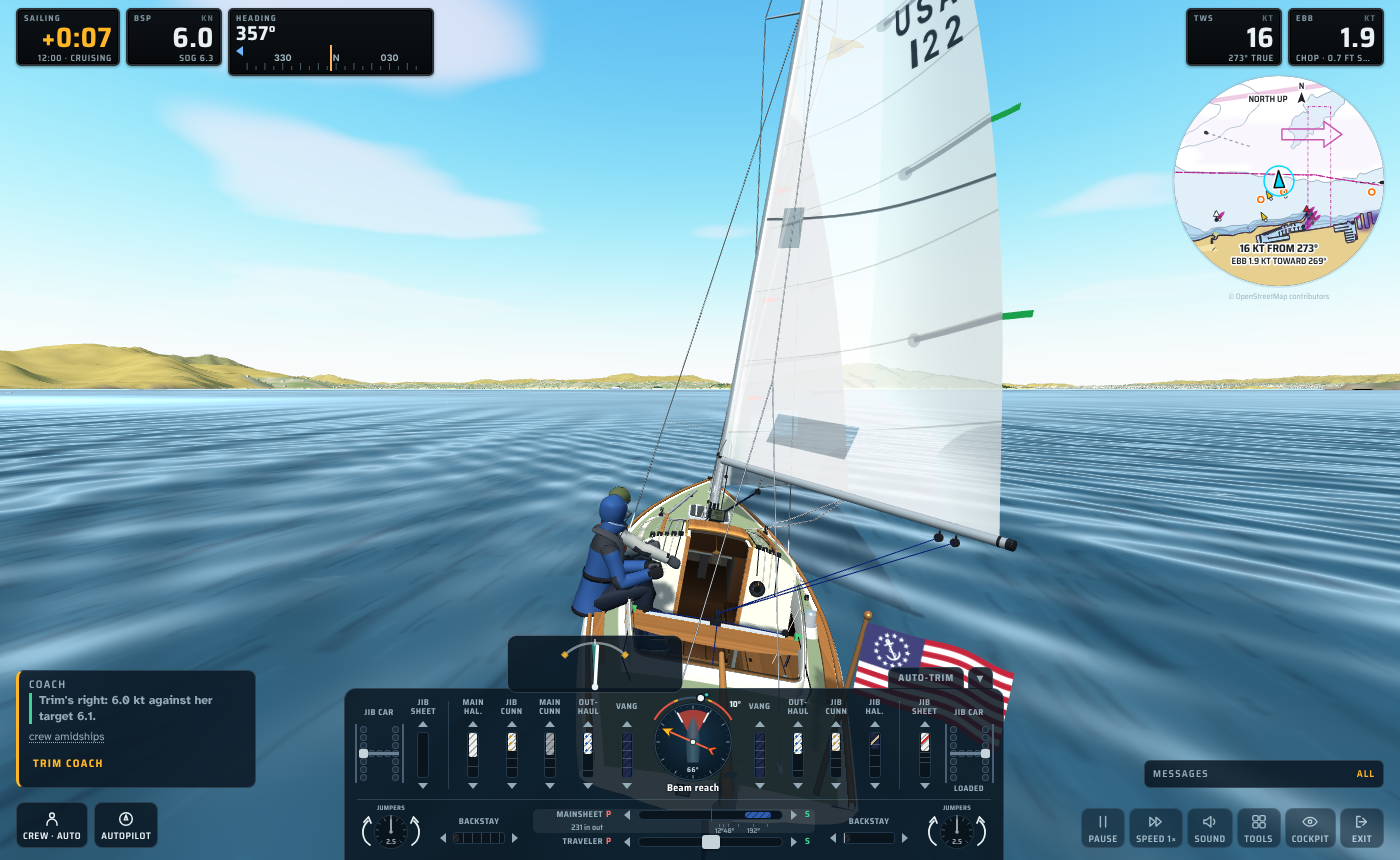 SAILING
+0:07
12:00 · CRUISING
BSP KN
6.0
SOG 6.3
HEADING
357°
330 N 030
USA
122
TWS KT
16
273° TRUE
EBB KT
1.9
CHOP · 0.7 FT S…
NORTH UP N
16 KT FROM 273°
EBB 1.9 KT TOWARD 269°
© OpenStreetMap contributors
COACH
Trim's right: 6.0 kt against her
target 6.1.
crew amidships
TRIM COACH
CREW · AUTO
AUTOPILOT
AUTO-TRIM ▼
JIB CAR
JIB SHEET
MAIN HAL.
JIB CUNN
MAIN CUNN
OUT-HAUL
VANG
10°
66°
Beam reach
VANG
OUT-HAUL
JIB CUNN
JIB HAL.
JIB SHEET
JIB CAR
LOADED
JUMPERS
2.5
BACKSTAY
MAINSHEET P S
231 in out
12°48" 192"
TRAVELER P S
BACKSTAY
JUMPERS
2.5
MESSAGES ALL
PAUSE
SPEED 1×
SOUND
TOOLS
COCKPIT
EXIT